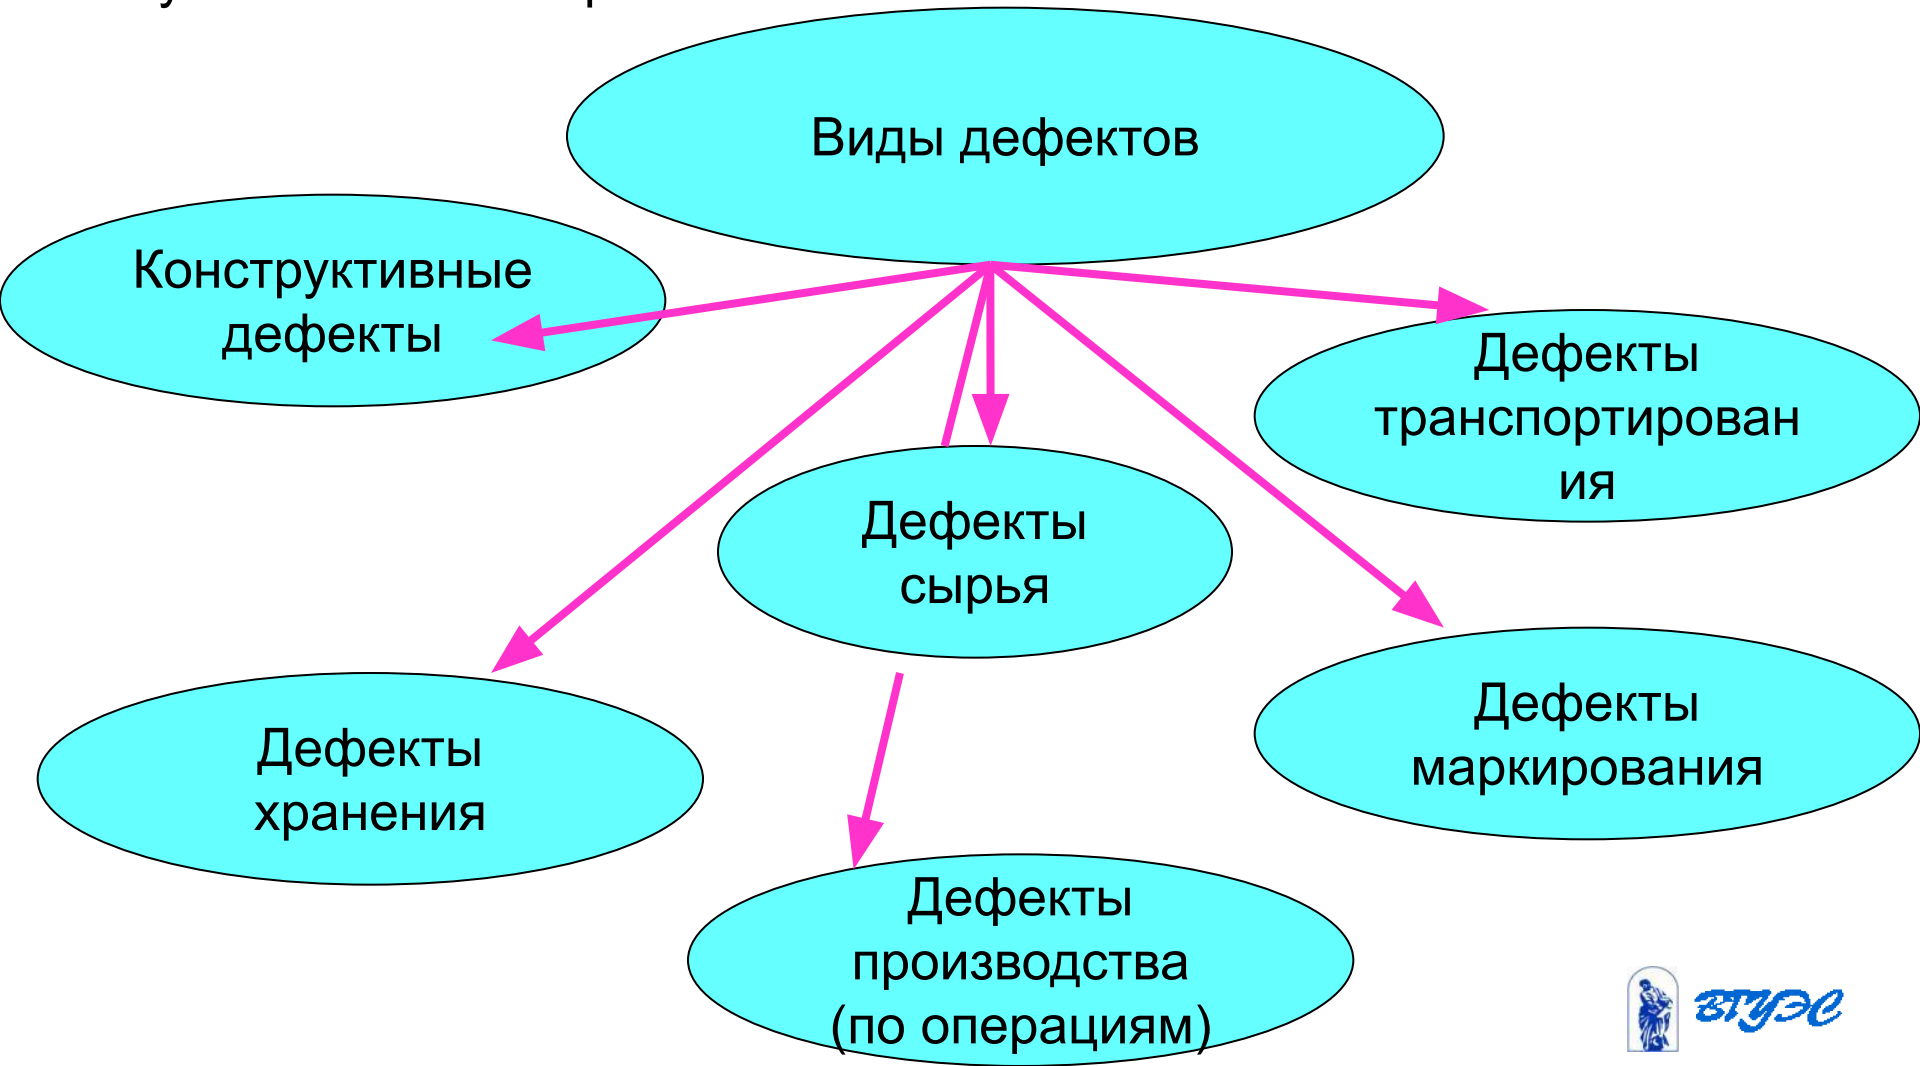 Виды дефектов
Конструктивные
дефекты
Дефекты
транспортирован
ия
Дефекты
сырья
Дефекты
хранения
Дефекты
маркирования
Дефекты
производства
(по операциям)
ВГУЭС